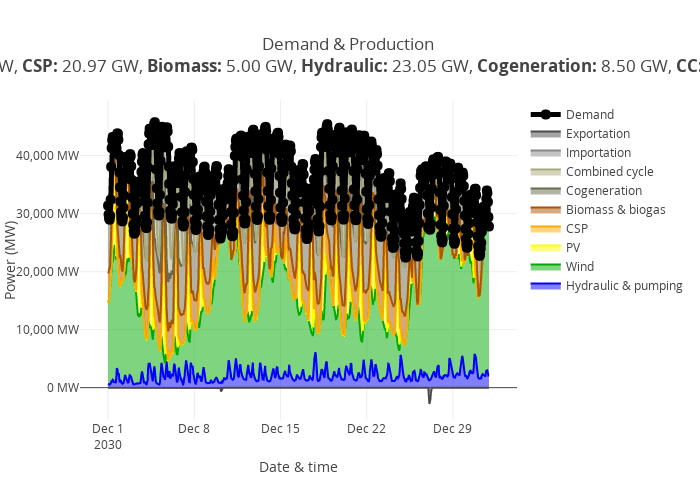 Demand & Production
W, CSP: 20.97 GW, Biomass: 5.00 GW, Hydraulic: 23.05 GW, Cogeneration: 8.50 GW, CC:
Demand
Exportation
Importation
Combined cycle
Cogeneration
Biomass & biogas
CSP
PV
Wind
Hydraulic & pumping
Power (MW)
40,000 MW
30,000 MW
20,000 MW
10,000 MW
0 MW
Dec 1
2030
Dec 8
Dec 15
Dec 22
Dec 29
Date & time